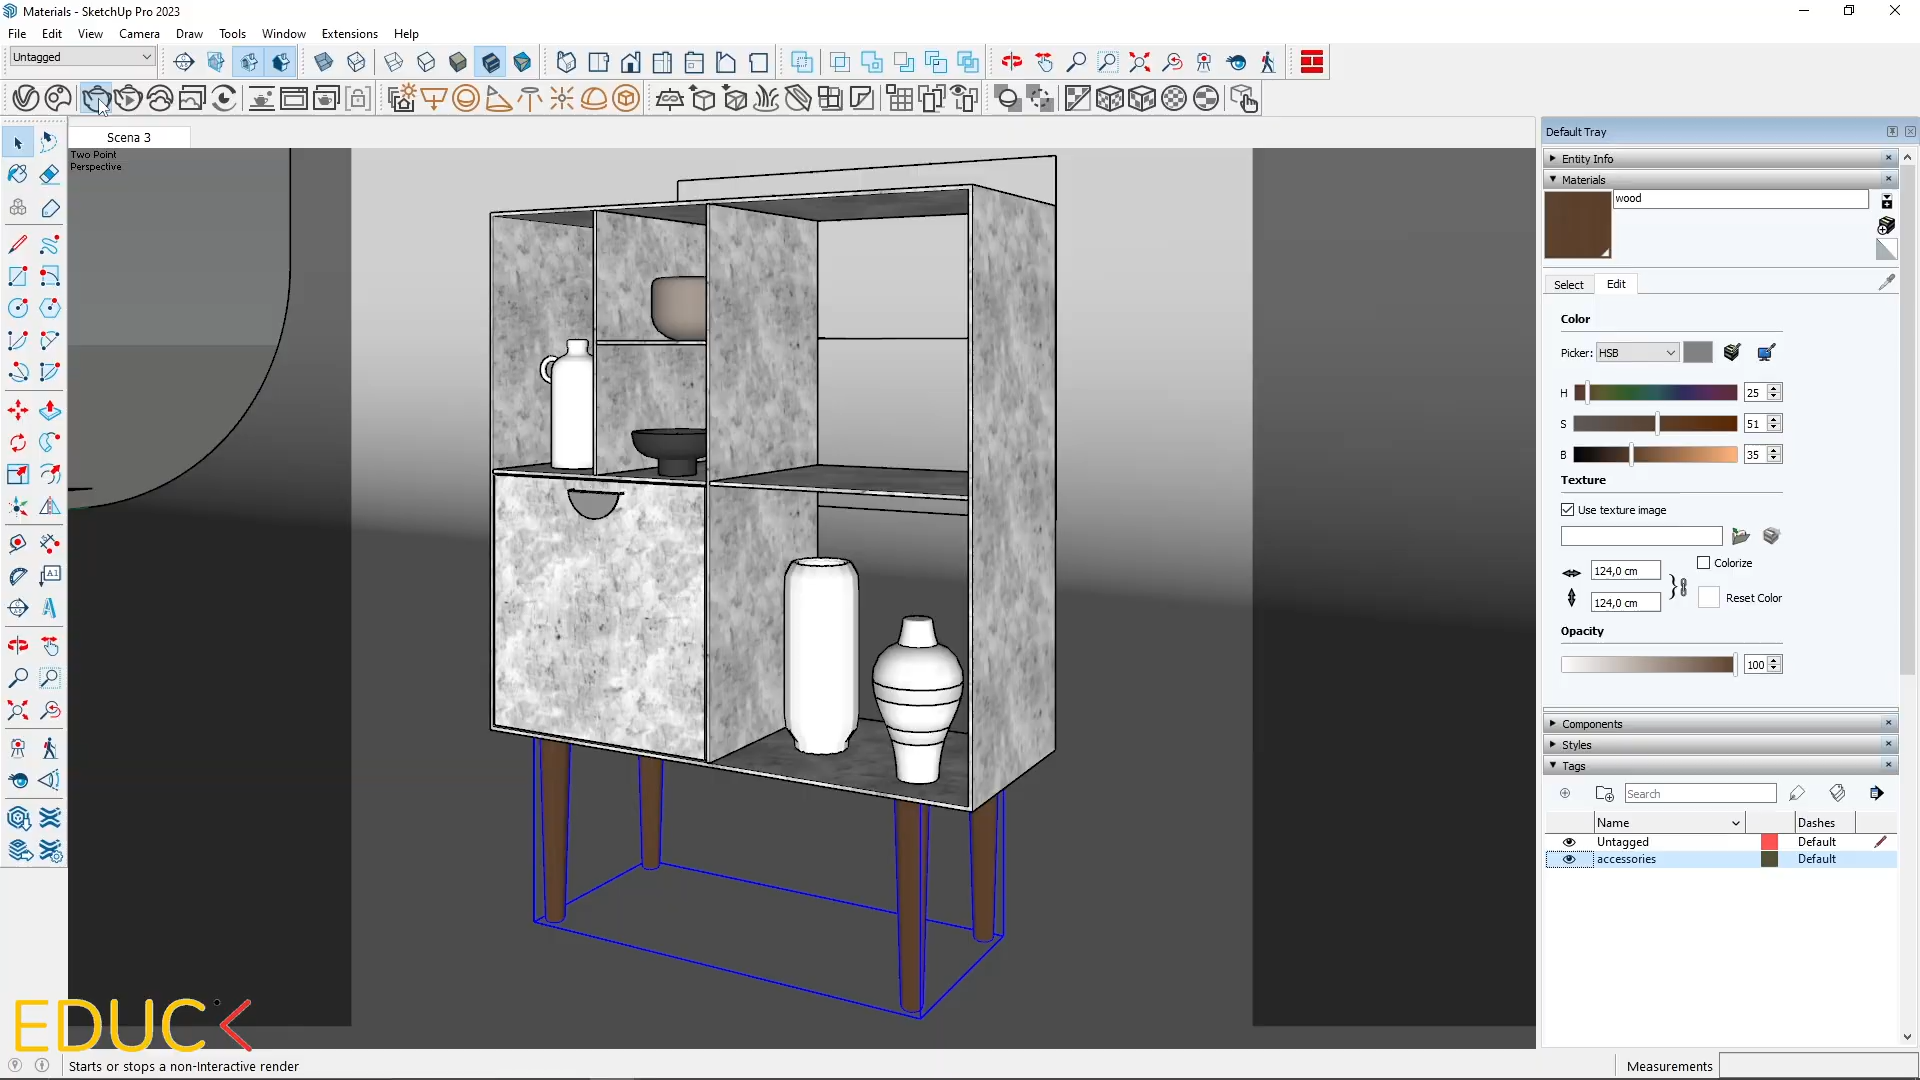 Materials - SketchUp Pro 2023
File Edit View Camera Draw Tools Window Extensions Help
Untagged
Scena 3
Two Point
Perspective
Default Tray
Entity Info
Materials
wood
Select Edit
Color
Picker: HSB
H 25
S 51
B 35
Texture
Use texture image
124,0 cm
Colorize
124,0 cm
Reset Color
Opacity
100
Components
Styles
Tags
Search
Name Dashes
Untagged Default
accessories Default
A1
EDUC
Starts or stops a non-Interactive render
Measurements